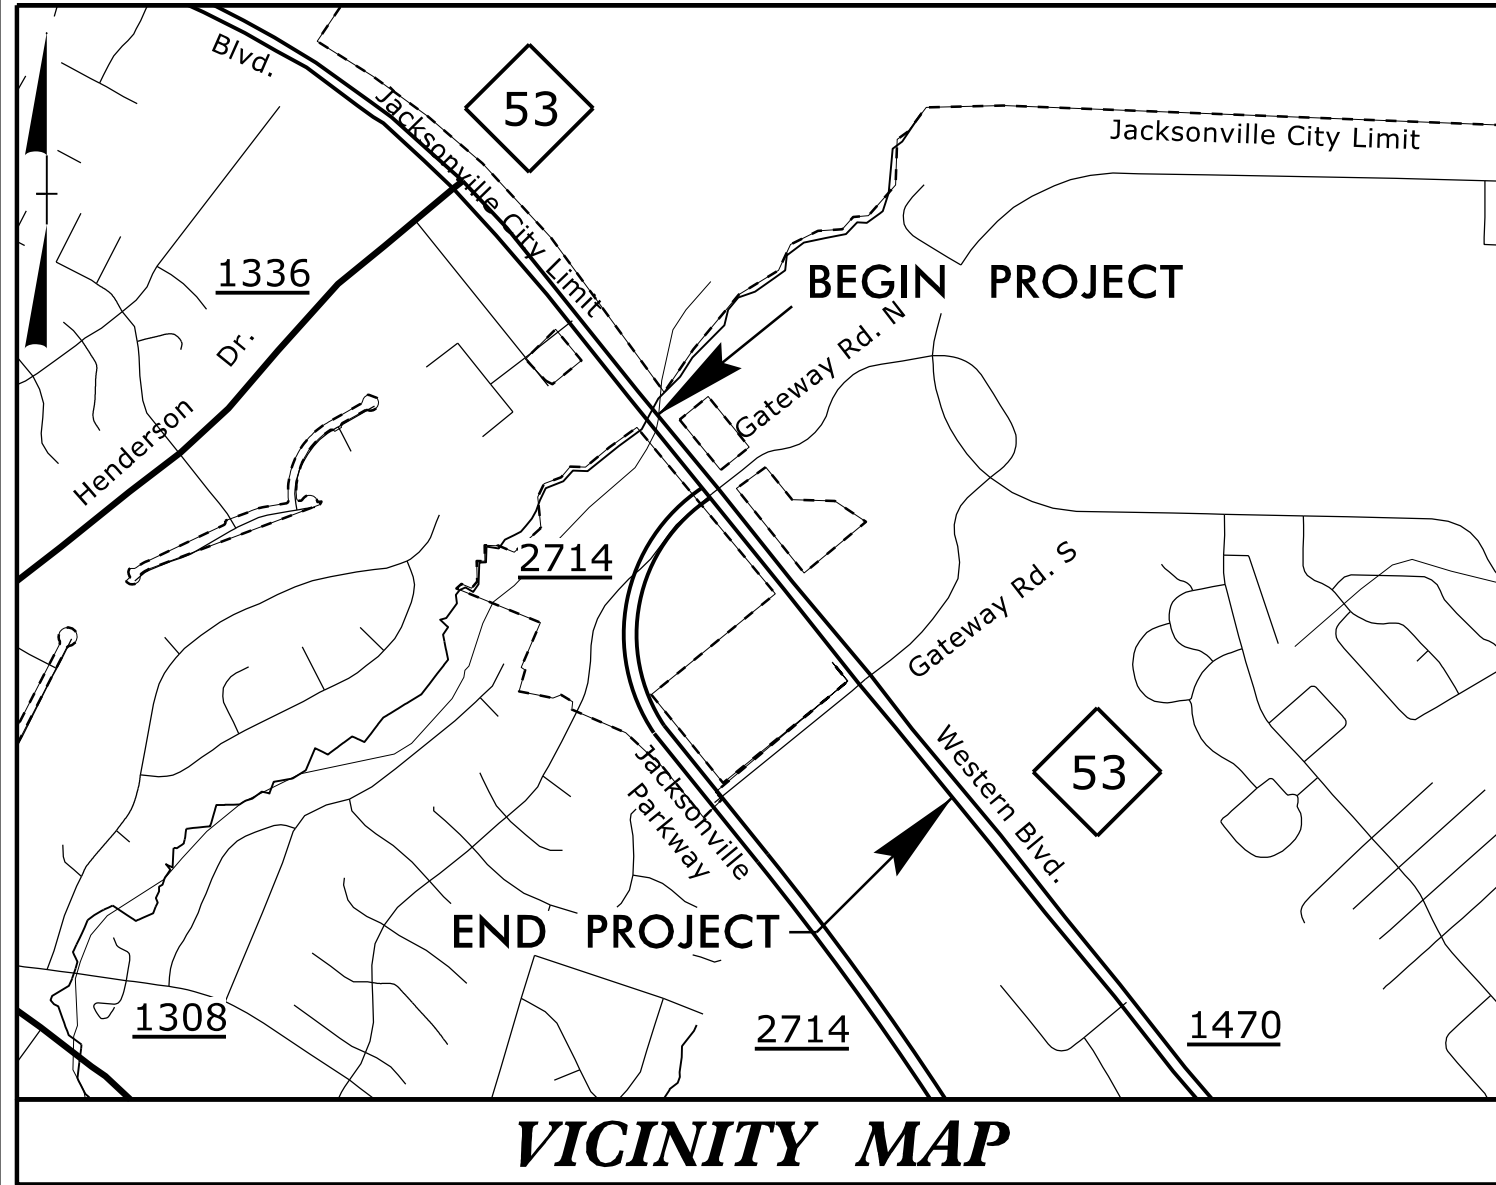 Blvd.
53
Jacksonville City Limit
Jacksonville City Limit
1336
BEGIN PROJECT
Dr.
Henderson
Gateway Rd. N
2714
Gateway Rd. S
Western Blvd.
53
Jacksonville
Parkway
END PROJECT
1308
2714
1470
VICINITY MAP